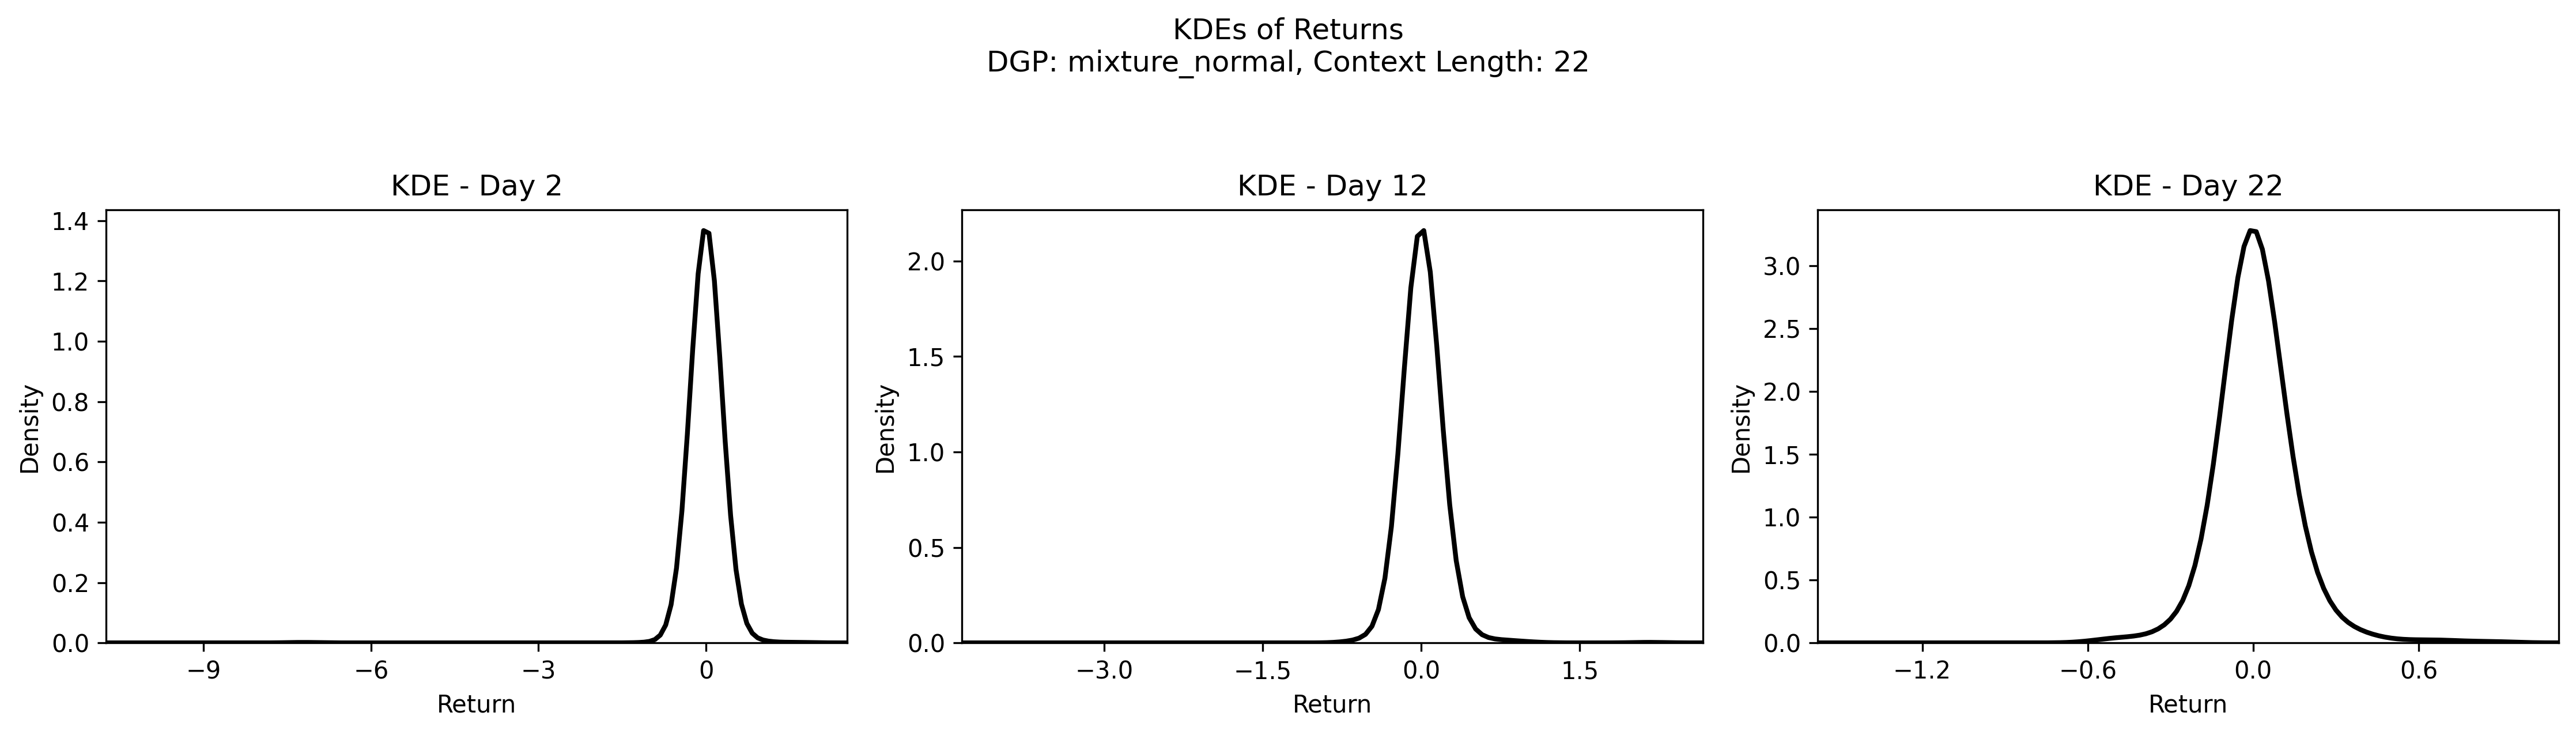 KDEs of Returns
DGP: mixture_normal, Context Length: 22
KDE - Day 2
1.4
1.2
1.0
0.8
0.6
0.4
0.2
0.0
Density
−9 −6 −3 0
Return
KDE - Day 12
2.0
1.5
1.0
0.5
0.0
Density
−3.0 −1.5 0.0 1.5
Return
KDE - Day 22
3.0
2.5
2.0
1.5
1.0
0.5
0.0
Density
−1.2 −0.6 0.0 0.6
Return